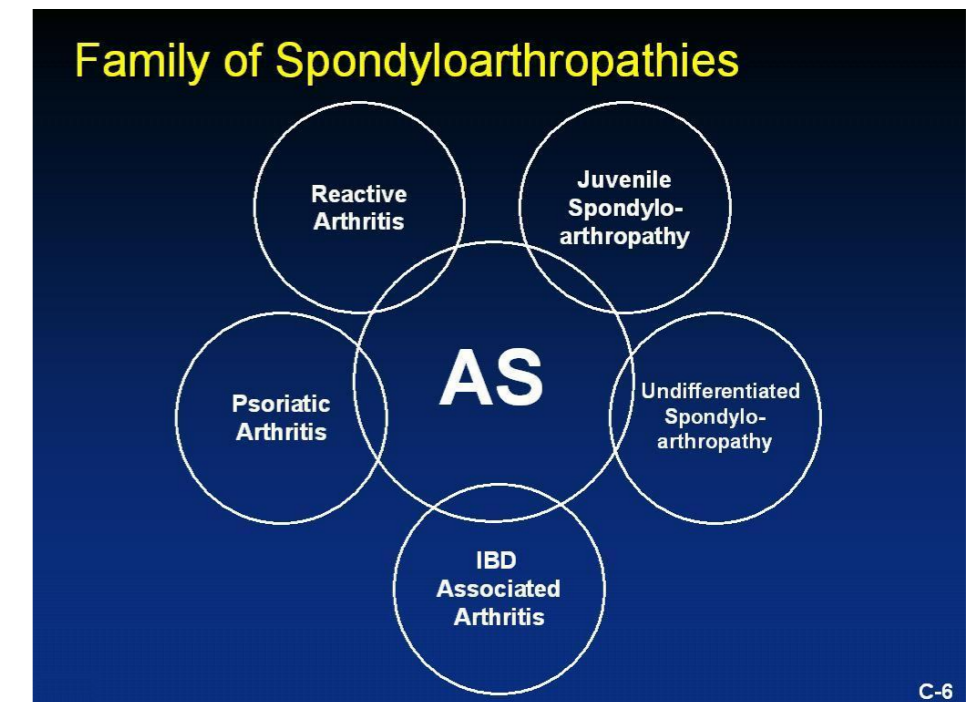 Family of Spondyloarthropathies
Reactive
Arthritis
Juvenile
Spondylo-
arthropathy
AS
Psoriatic
Arthritis
Undifferentiated
Spondylo-
arthropathy
IBD
Associated
Arthritis
C-6